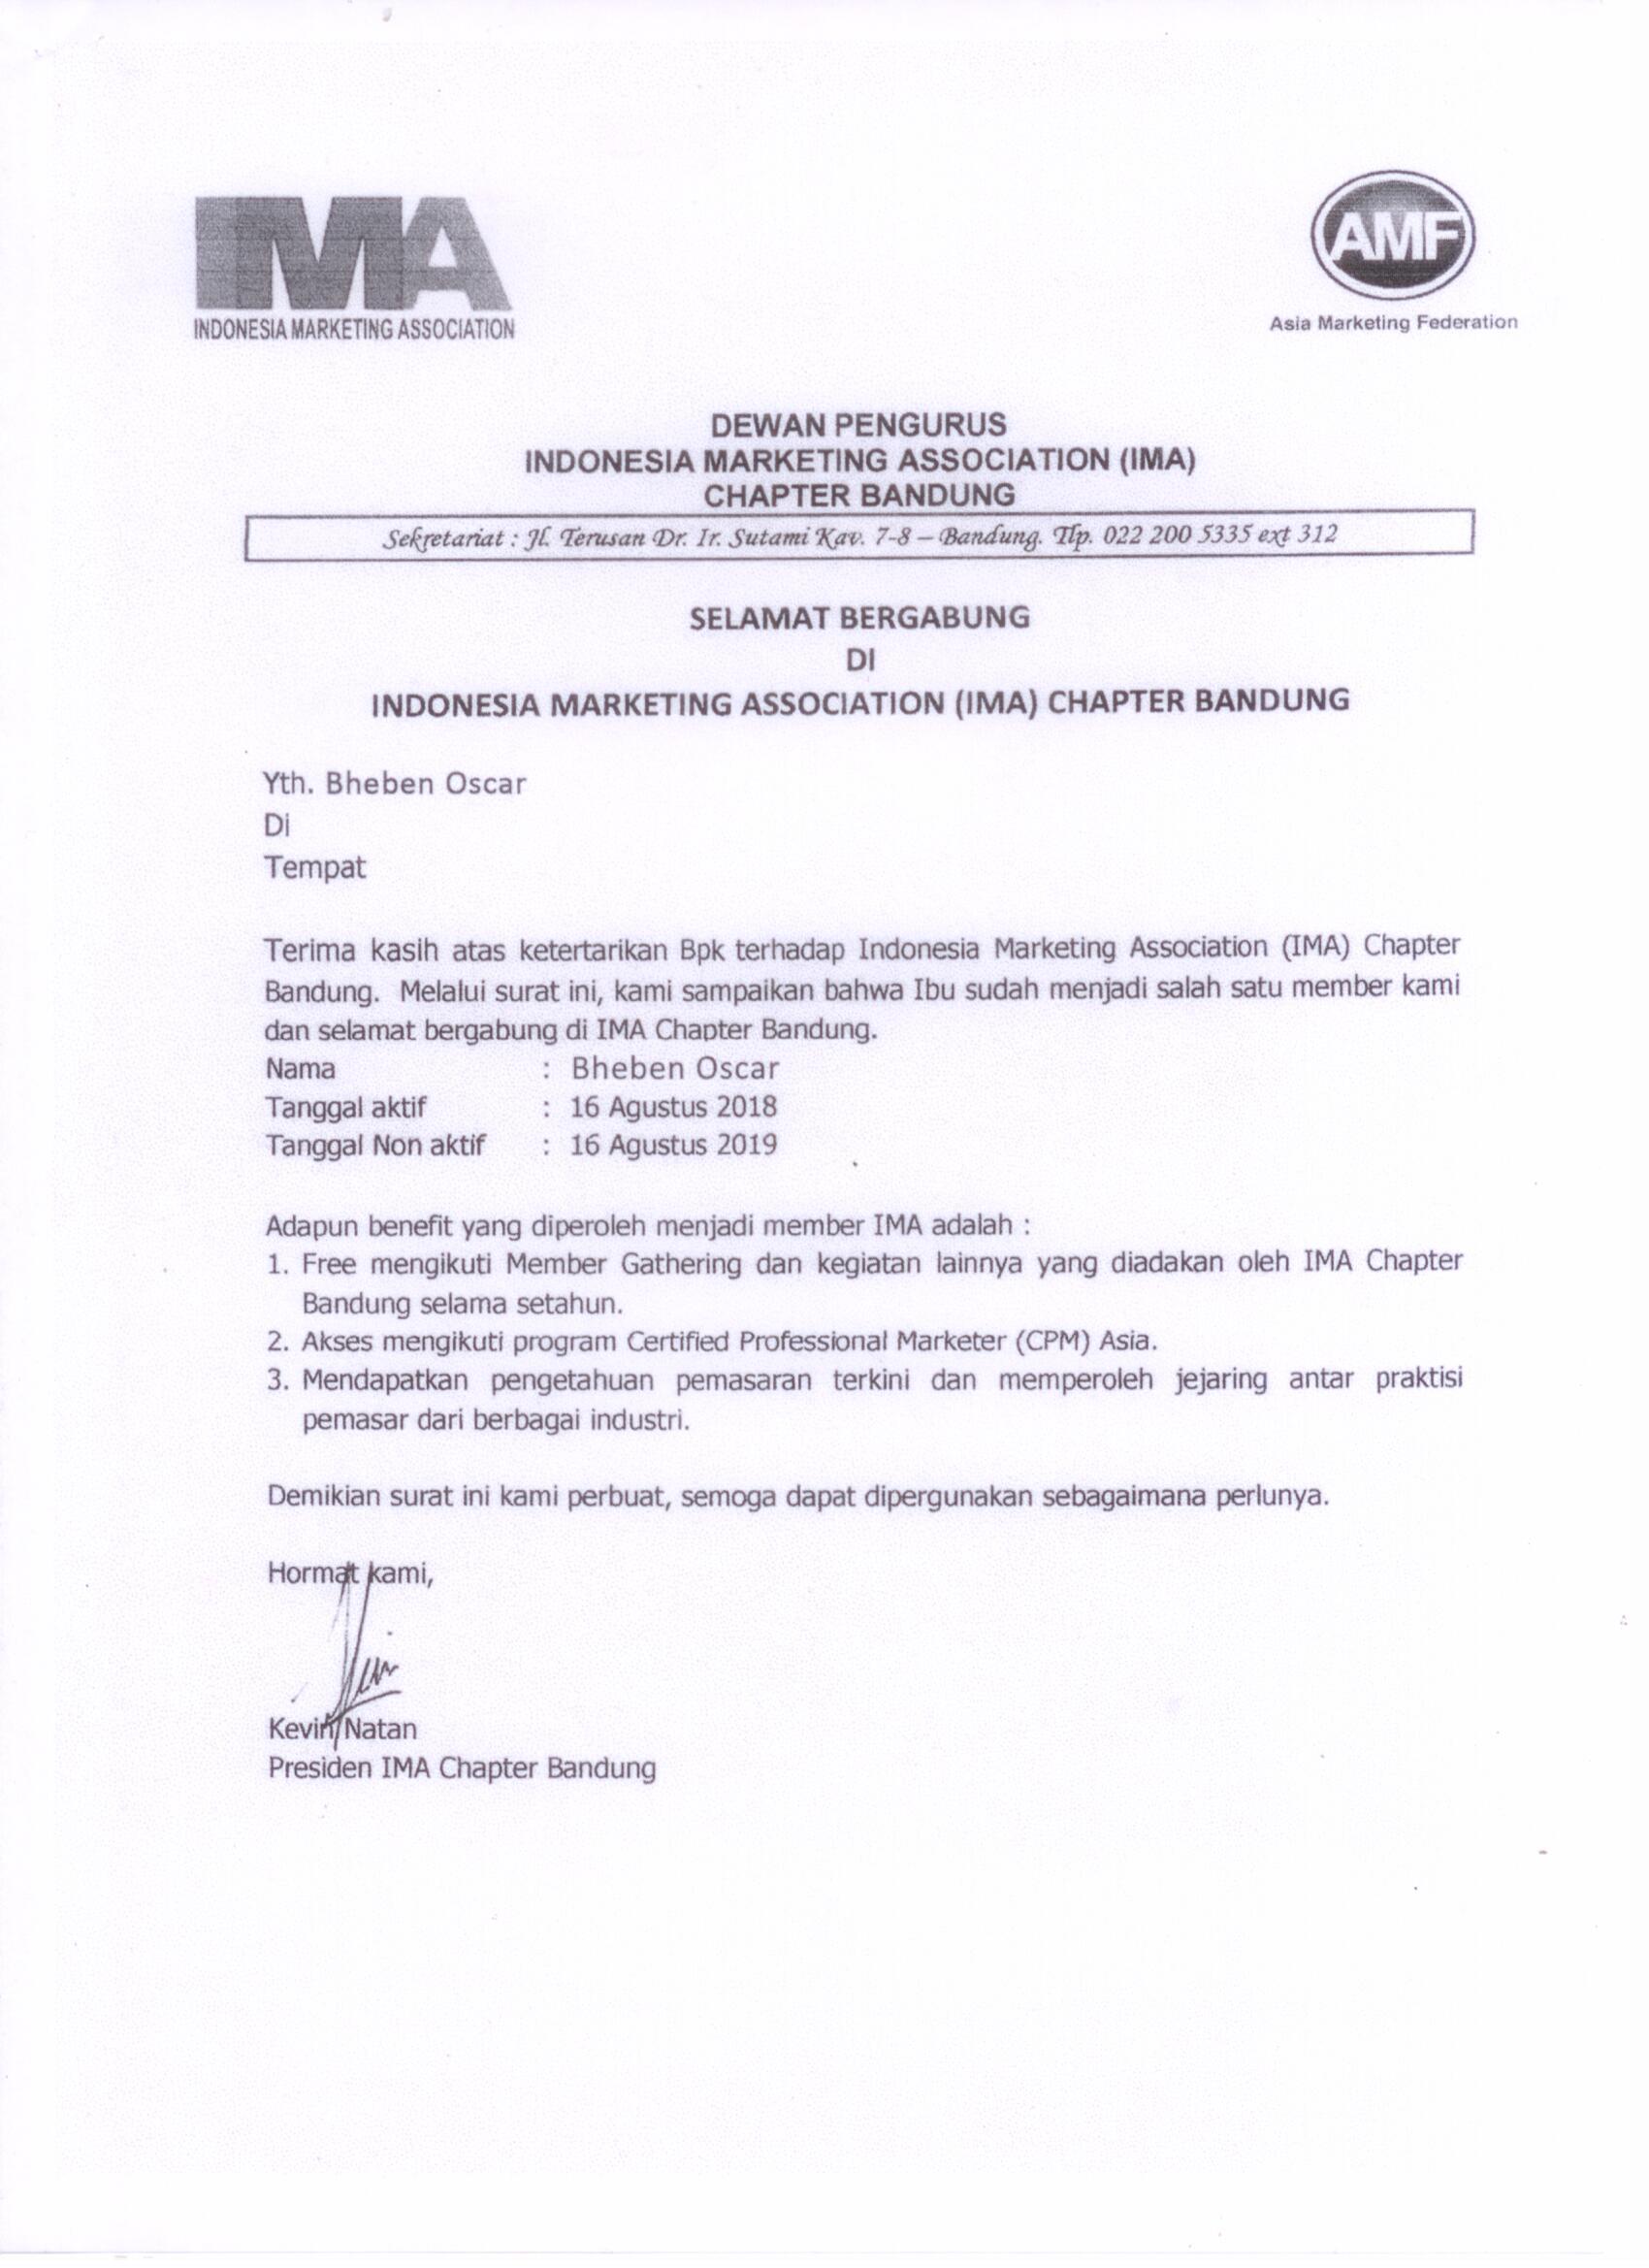 IMA
INDONESIA MARKETING ASSOCIATION
AMF
Asia Marketing Federation
DEWAN PENGURUS
INDONESIA MARKETING ASSOCIATION (IMA)
CHAPTER BANDUNG
Sekretariat : Jl. Terusan Dr. Ir. Sutami Kav. 7-8 – Bandung. Tlp. 022 200 5335 ext 312
SELAMAT BERGABUNG
DI
INDONESIA MARKETING ASSOCIATION (IMA) CHAPTER BANDUNG
Yth. Bheben Oscar
Di
Tempat
Terima kasih atas ketertarikan Bpk terhadap Indonesia Marketing Association (IMA) Chapter
Bandung. Melalui surat ini, kami sampaikan bahwa Ibu sudah menjadi salah satu member kami
dan selamat bergabung di IMA Chapter Bandung.
Nama : Bheben Oscar
Tanggal aktif : 16 Agustus 2018
Tanggal Non aktif : 16 Agustus 2019
Adapun benefit yang diperoleh menjadi member IMA adalah :
1. Free mengikuti Member Gathering dan kegiatan lainnya yang diadakan oleh IMA Chapter
Bandung selama setahun.
2. Akses mengikuti program Certified Professional Marketer (CPM) Asia.
3. Mendapatkan pengetahuan pemasaran terkini dan memperoleh jejaring antar praktisi
pemasar dari berbagai industri.
Demikian surat ini kami perbuat, semoga dapat dipergunakan sebagaimana perlunya.
Hormat kami,
Kevin Natan
Presiden IMA Chapter Bandung